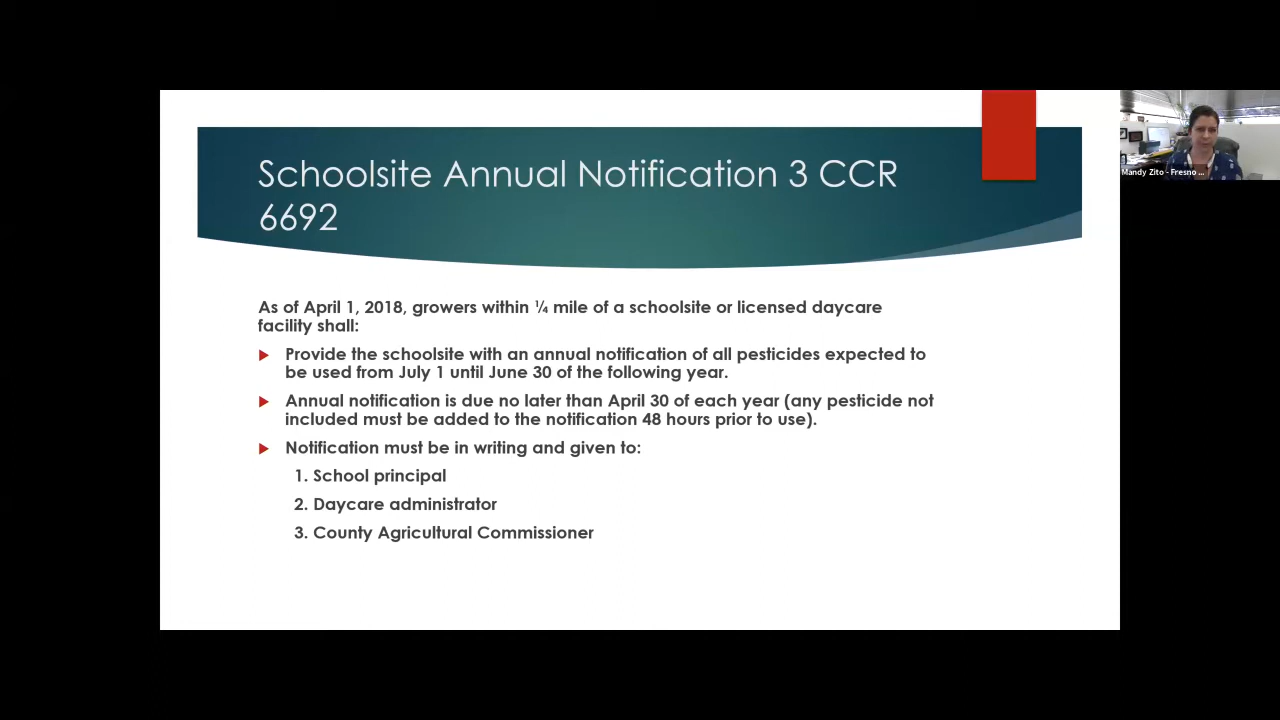 Schoolsite Annual Notification 3 CCR
6692
As of April 1, 2018, growers within ¼ mile of a schoolsite or licensed daycare
facility shall:
Provide the schoolsite with an annual notification of all pesticides expected to
be used from July 1 until June 30 of the following year.
Annual notification is due no later than April 30 of each year (any pesticide not
included must be added to the notification 48 hours prior to use).
Notification must be in writing and given to:
1. School principal
2. Daycare administrator
3. County Agricultural Commissioner
Mandy Zito - Fresno ...